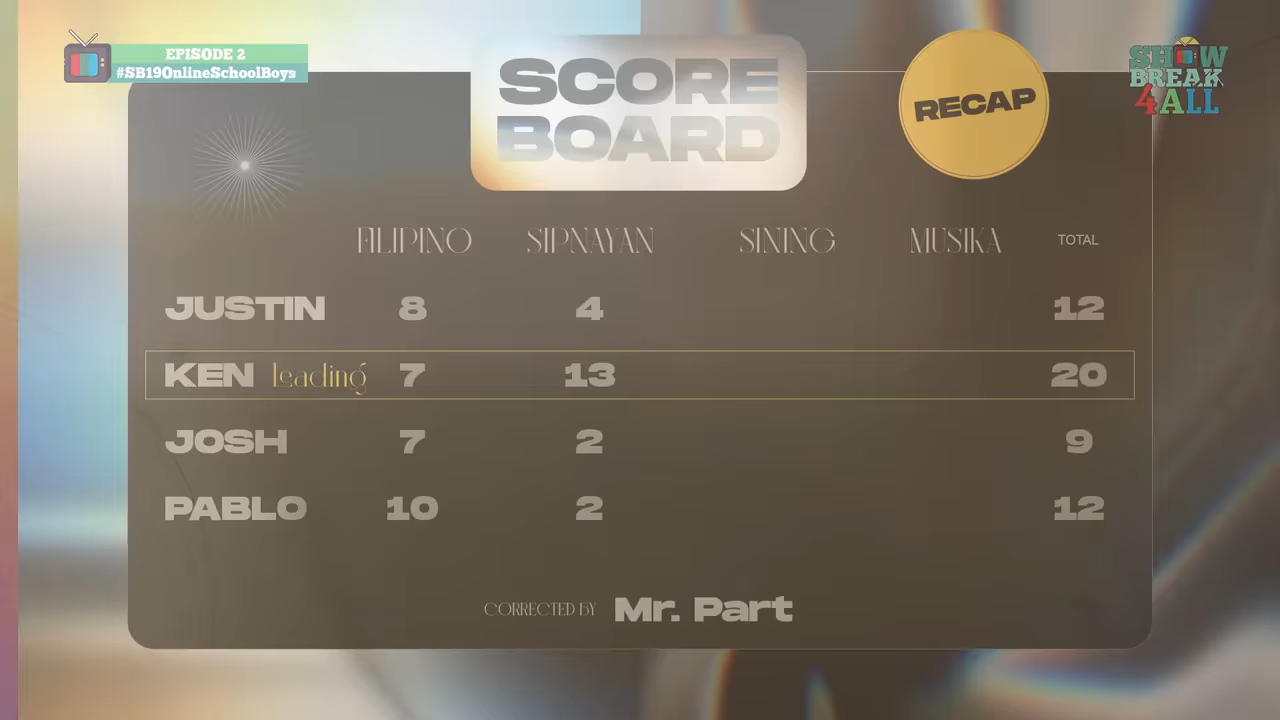 EPISODE 2
#SB19OnlineSchoolBoys
SCORE
BOARD
RECAP
SHOW
BREAK
4ALL
FILIPINO SIPNAYAN SINING MUSIKA TOTAL
JUSTIN 8 4 12
KEN leading 7 13 20
JOSH 7 2 9
PABLO 10 2 12
CORRECTED BY Mr. Part